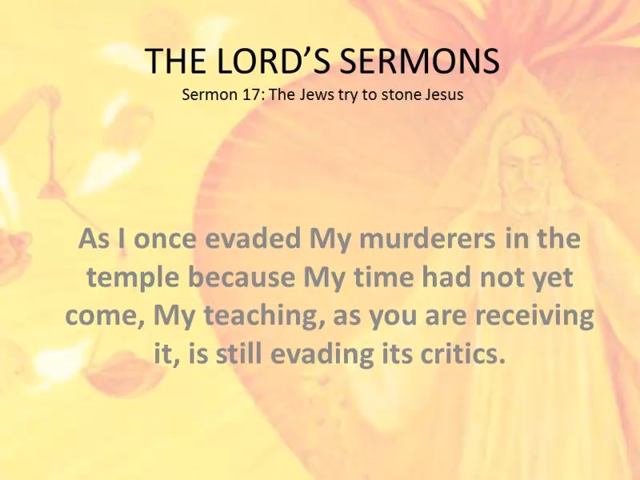 THE LORD’S SERMONS
Sermon 17: The Jews try to stone Jesus
As I once evaded My murderers in the
temple because My time had not yet
come, My teaching, as you are receiving
it, is still evading its critics.